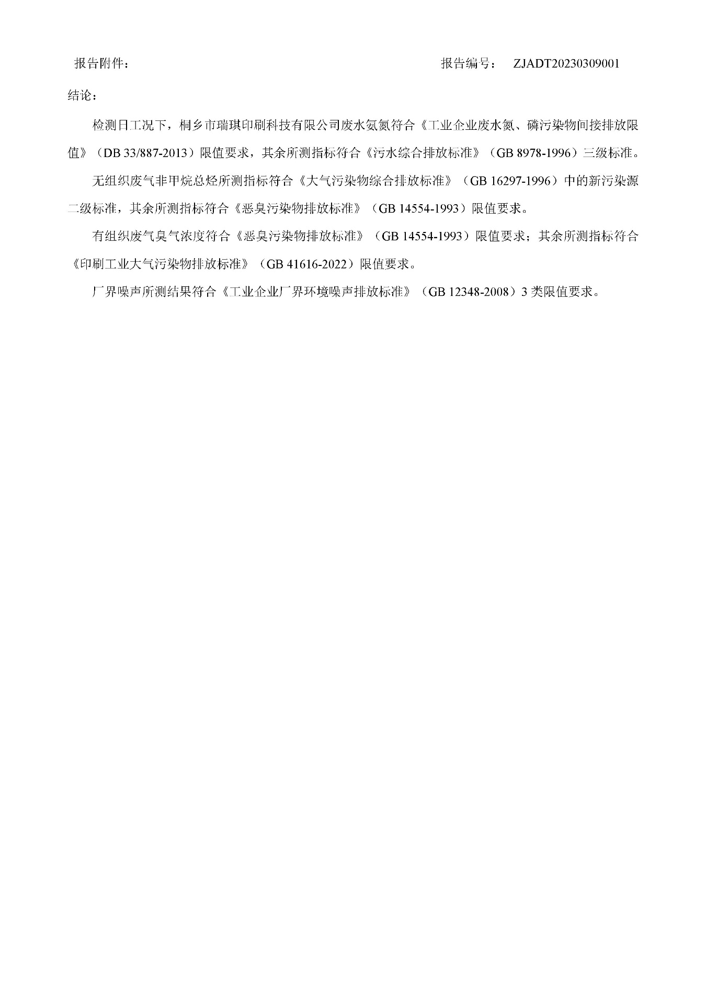 报告附件： 报告编号： ZJADT20230309001
结论：
检测日工况下，桐乡市瑞琪印刷科技有限公司废水氨氮符合《工业企业废水氮、磷污染物间接排放限
值》（DB 33/887-2013）限值要求，其余所测指标符合《污水综合排放标准》（GB 8978-1996）三级标准。
无组织废气非甲烷总烃所测指标符合《大气污染物综合排放标准》（GB 16297-1996）中的新污染源
二级标准，其余所测指标符合《恶臭污染物排放标准》（GB 14554-1993）限值要求。
有组织废气臭气浓度符合《恶臭污染物排放标准》（GB 14554-1993）限值要求；其余所测指标符合
《印刷工业大气污染物排放标准》（GB 41616-2022）限值要求。
厂界噪声所测结果符合《工业企业厂界环境噪声排放标准》（GB 12348-2008）3 类限值要求。